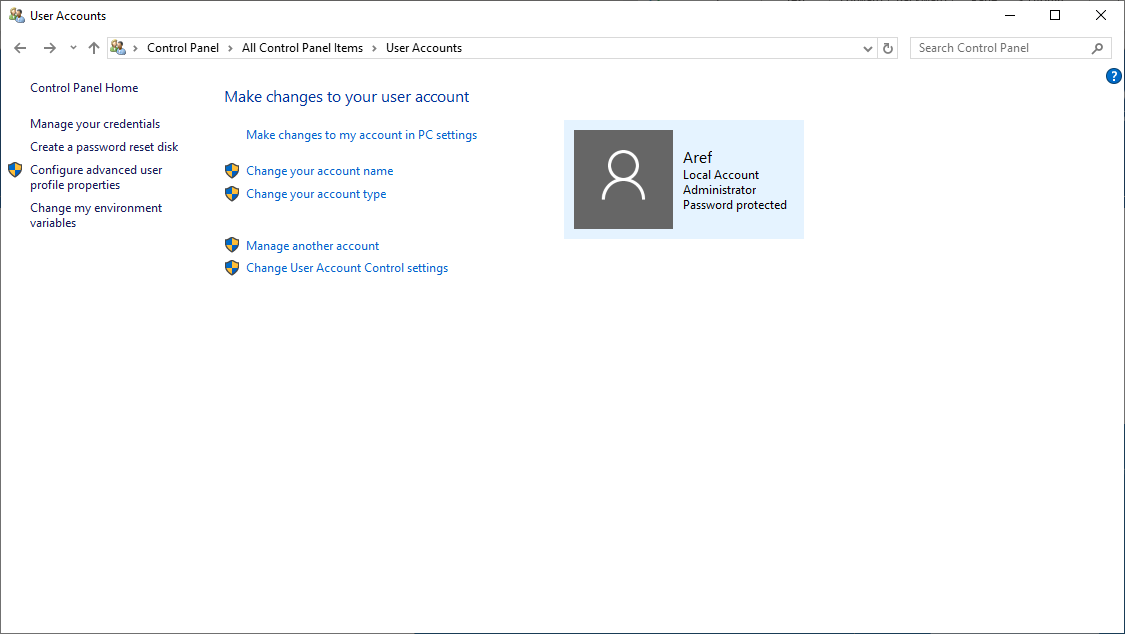 User Accounts
Control Panel > All Control Panel Items > User Accounts
Search Control Panel
?
Control Panel Home
Manage your credentials
Create a password reset disk
Configure advanced user
profile properties
Change my environment
variables
Make changes to your user account
Make changes to my account in PC settings
Change your account name
Change your account type
Manage another account
Change User Account Control settings
Aref
Local Account
Administrator
Password protected